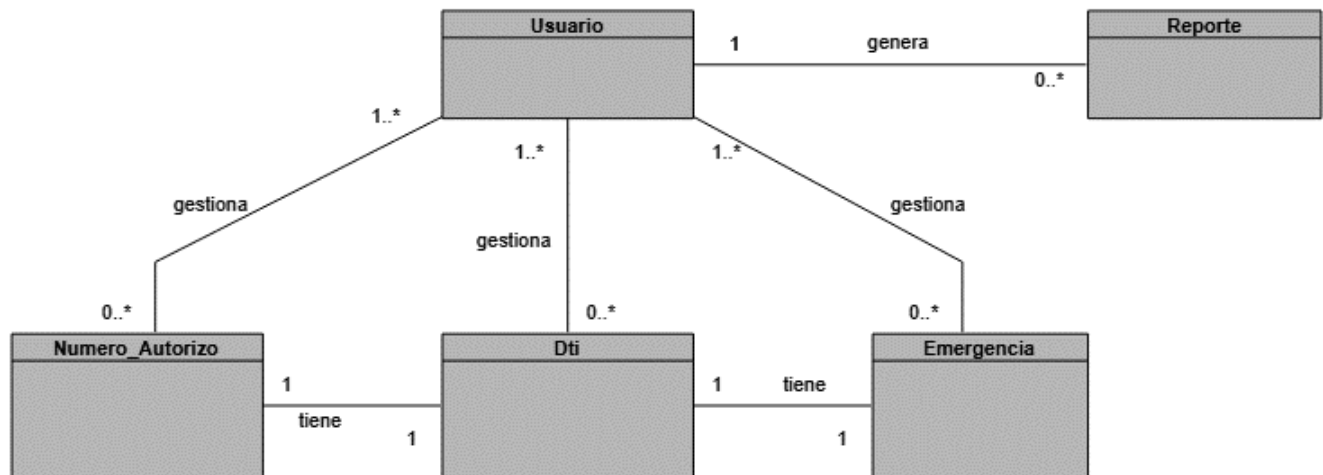 Usuario
Reporte
1
genera
0..*
1..*
1..*
1..*
gestiona
gestiona
gestiona
0..*
0..*
0..*
Numero_Autorizo
Dti
Emergencia
1
tiene
1
1
tiene
1